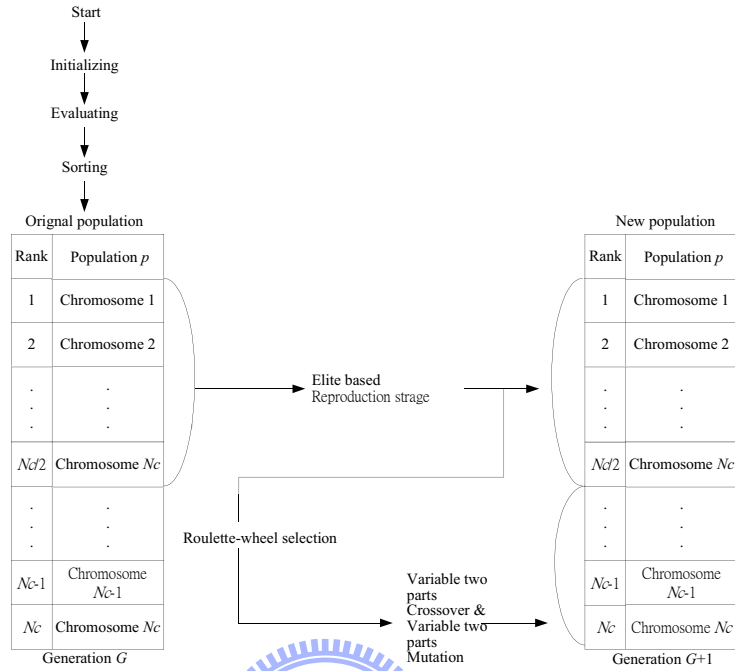 Start
Initializing
Evaluating
Sorting
Orignal population
Rank Population p
1 Chromosome 1
2 Chromosome 2
. .
. .
. .
Nc/2 Chromosome Nc
. .
. .
. .
Nc-1 Chromosome
Nc-1
Nc Chromosome Nc
Generation G
Elite based
Reproduction strage
Roulette-wheel selection
Variable two
parts
Crossover &
Variable two
parts
Mutation
New population
Rank Population p
1 Chromosome 1
2 Chromosome 2
. .
. .
. .
Nc/2 Chromosome Nc
. .
. .
. .
Nc-1 Chromosome
Nc-1
Nc Chromosome Nc
Generation G+1